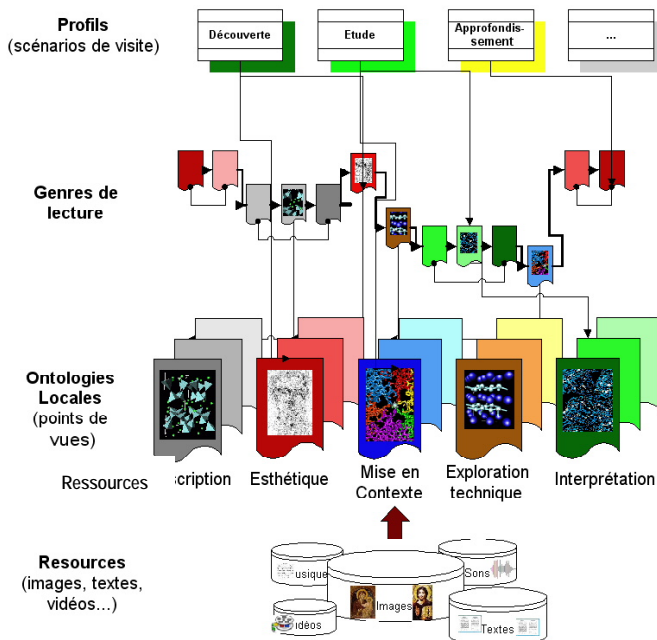 Profils
(scénarios de visite)
Découverte
Etude
Approfondis-
sement
...
Genres de
lecture
Ontologies
Locales
(points de
vues)
Ressources
scription
Esthétique
Mise en
Contexte
Exploration
technique
Interprétation
Resources
(images, textes,
vidéos...)
usique
Sons
Images
idéos
Textes